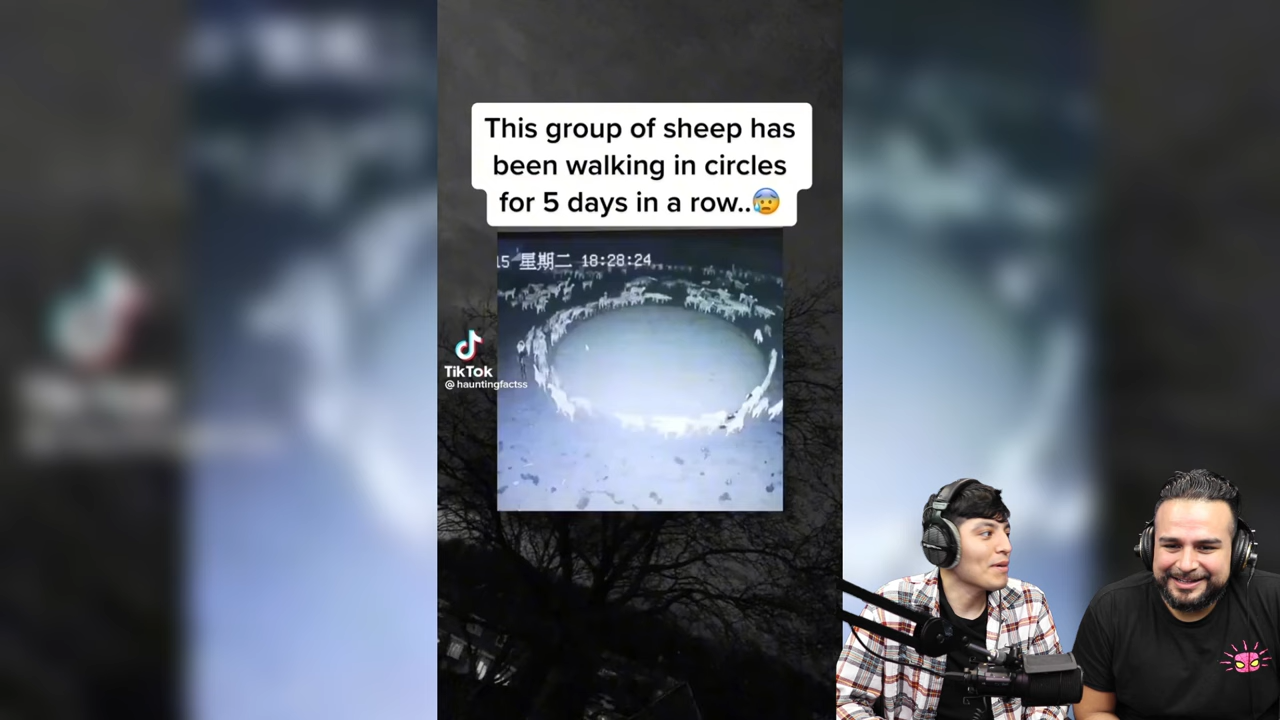 This group of sheep has
been walking in circles
for 5 days in a row..😰
15 星期二 18:28:24
TikTok
@hauntingfactss